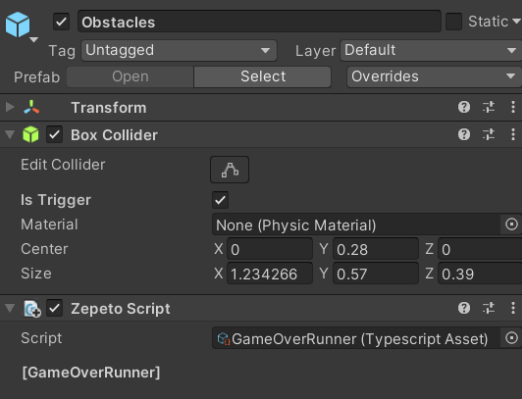 Obstacles Static
Tag Untagged Layer Default
Prefab Open Select Overrides
Transform
Box Collider
Edit Collider
Is Trigger
Material None (Physic Material)
Center X 0 Y 0.28 Z 0
Size X 1.234266 Y 0.57 Z 0.39
Zepeto Script
Script GameOverRunner (Typescript Asset)
[GameOverRunner]